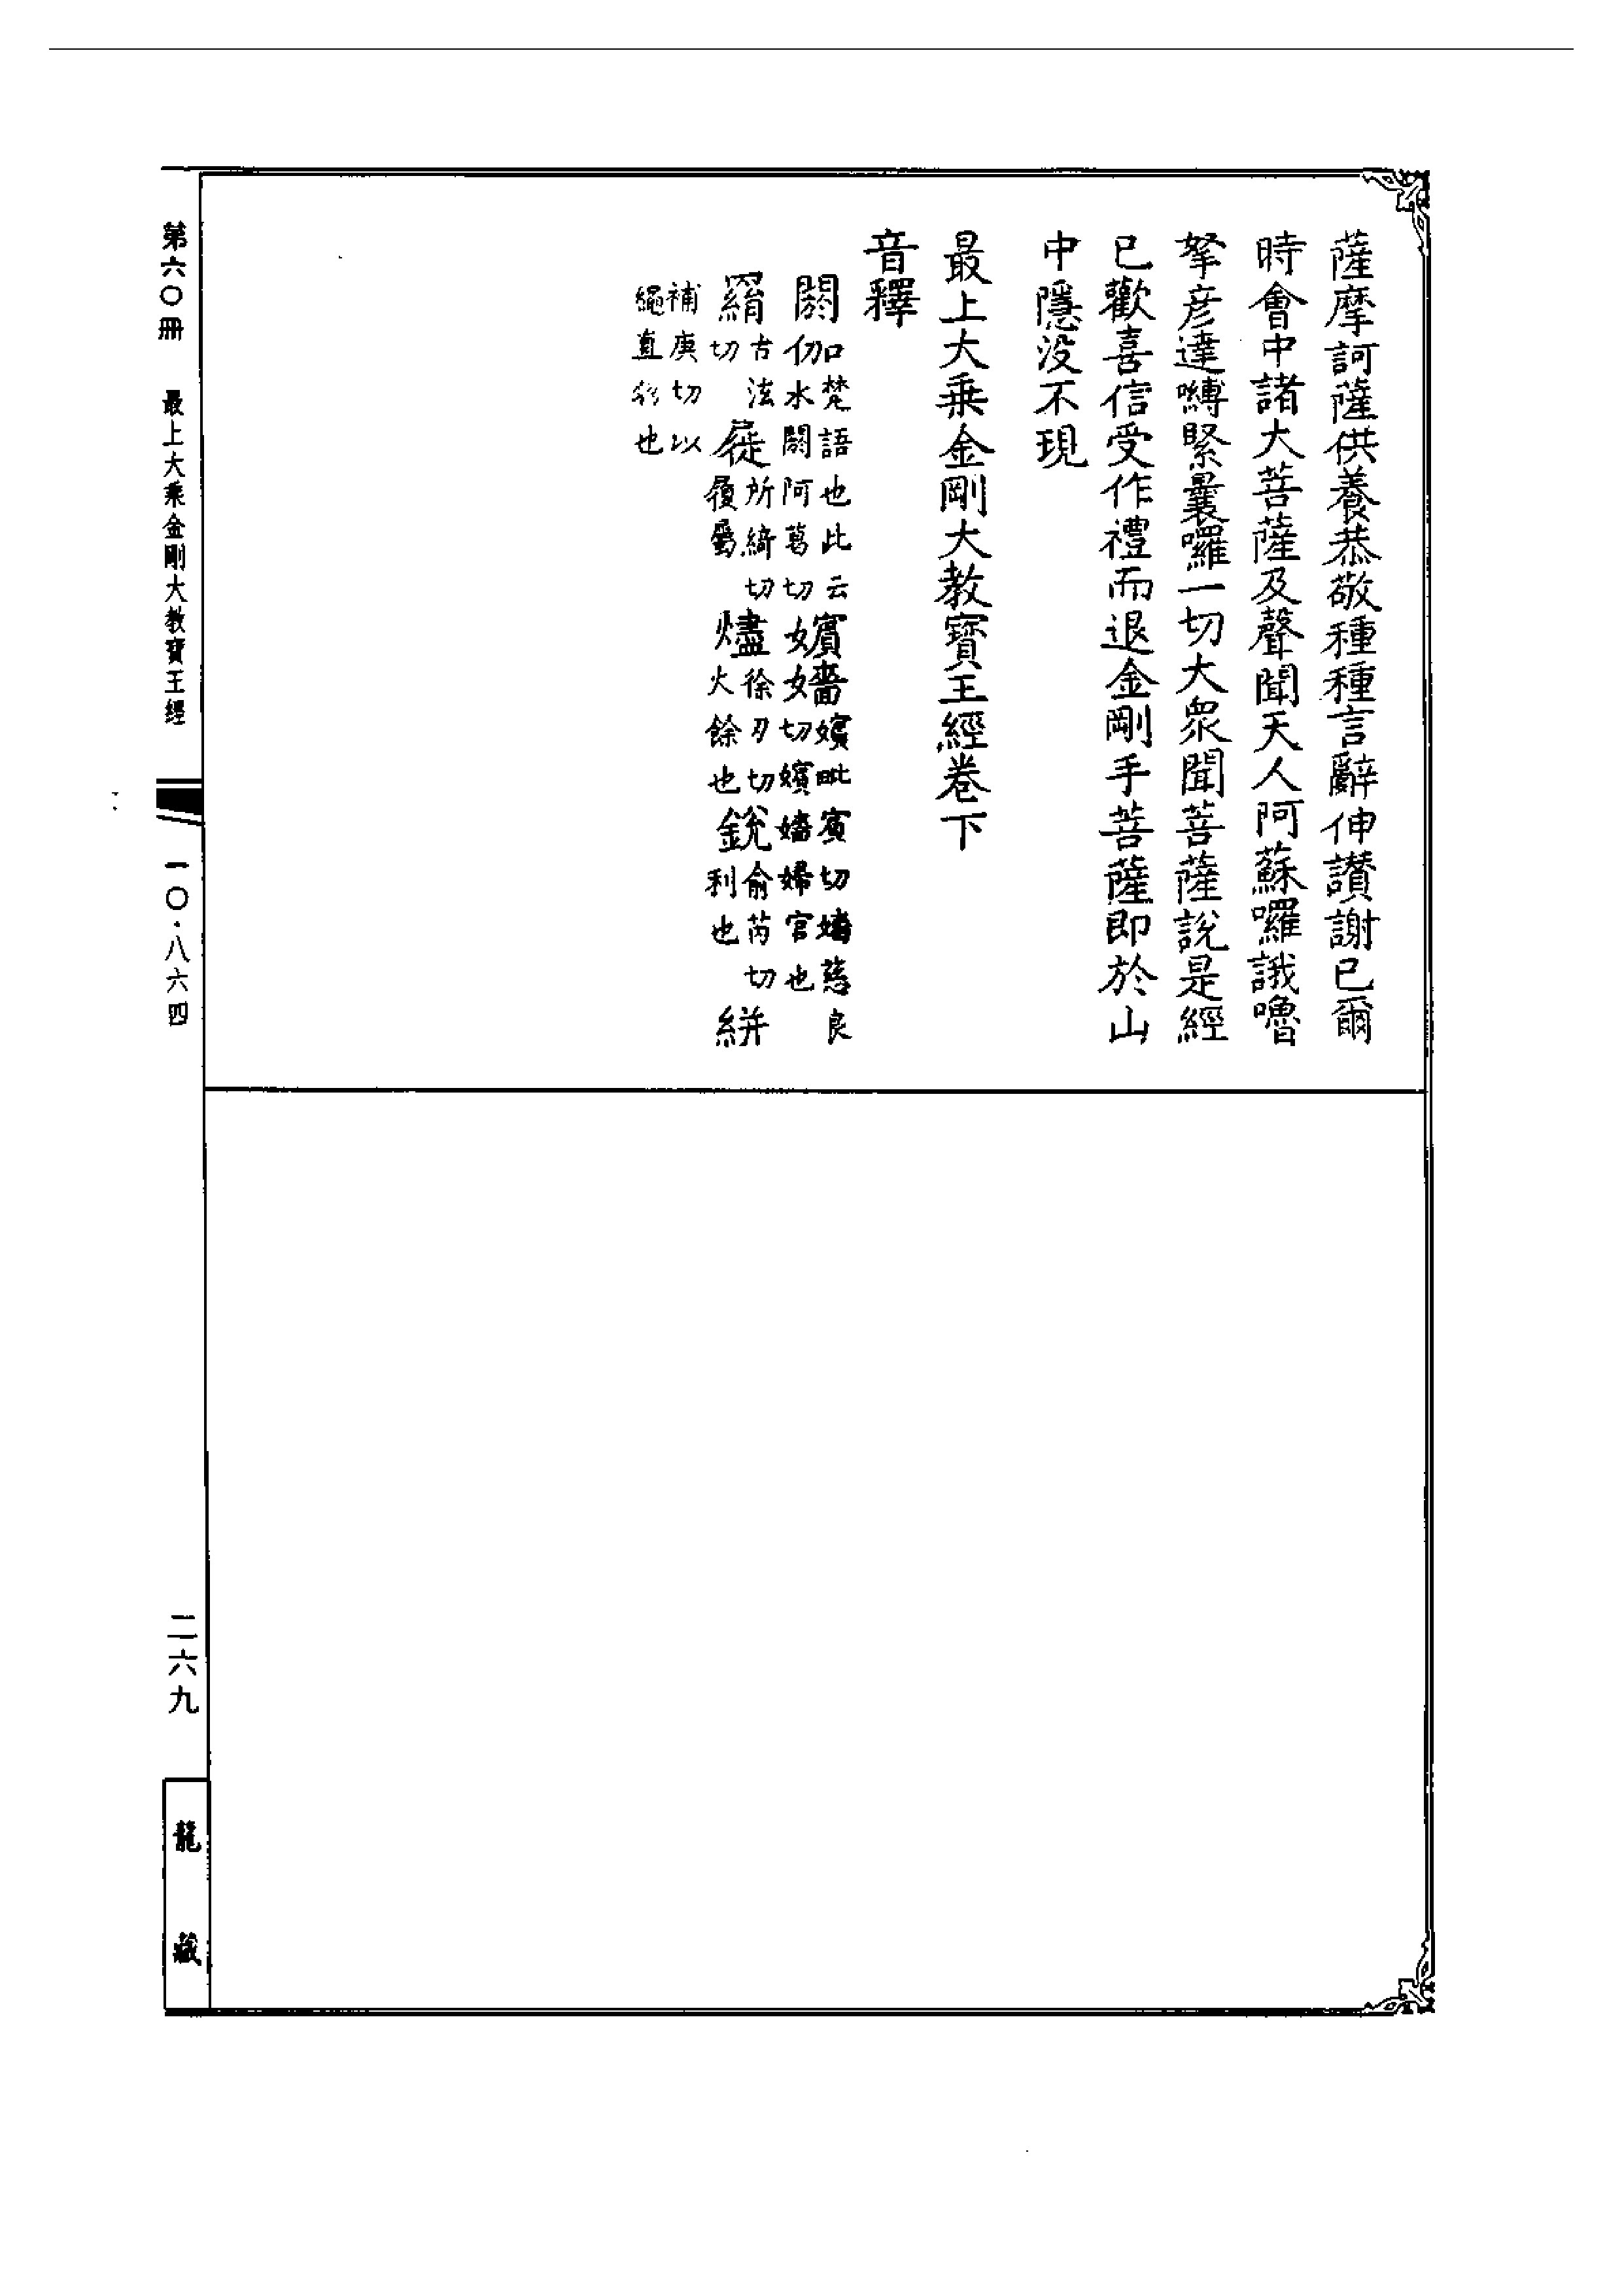 薩摩訶薩供養恭敬種種言辭伸讚謝已爾
時會中諸大菩薩及聲聞天人阿蘇囉誐嚕
拏彦達嚩緊曩囉一切大衆聞菩薩說是經
已歡喜信受作禮而退金剛手菩薩即於山
中隱没不現
最上大乘金剛大教寶王經卷下
音釋
閼伽梵語也此云水閼阿葛切嬪嬙嬪毗賓切嬙慈良切嬪嬙婦官也
羂古泫切屣所綺切履屬燼徐刃切火餘也銳俞芮切利也絣
補庚切以繩直也
第六〇册 最上大乘金剛大教寶王經 一〇·八六四 二六九
龍藏